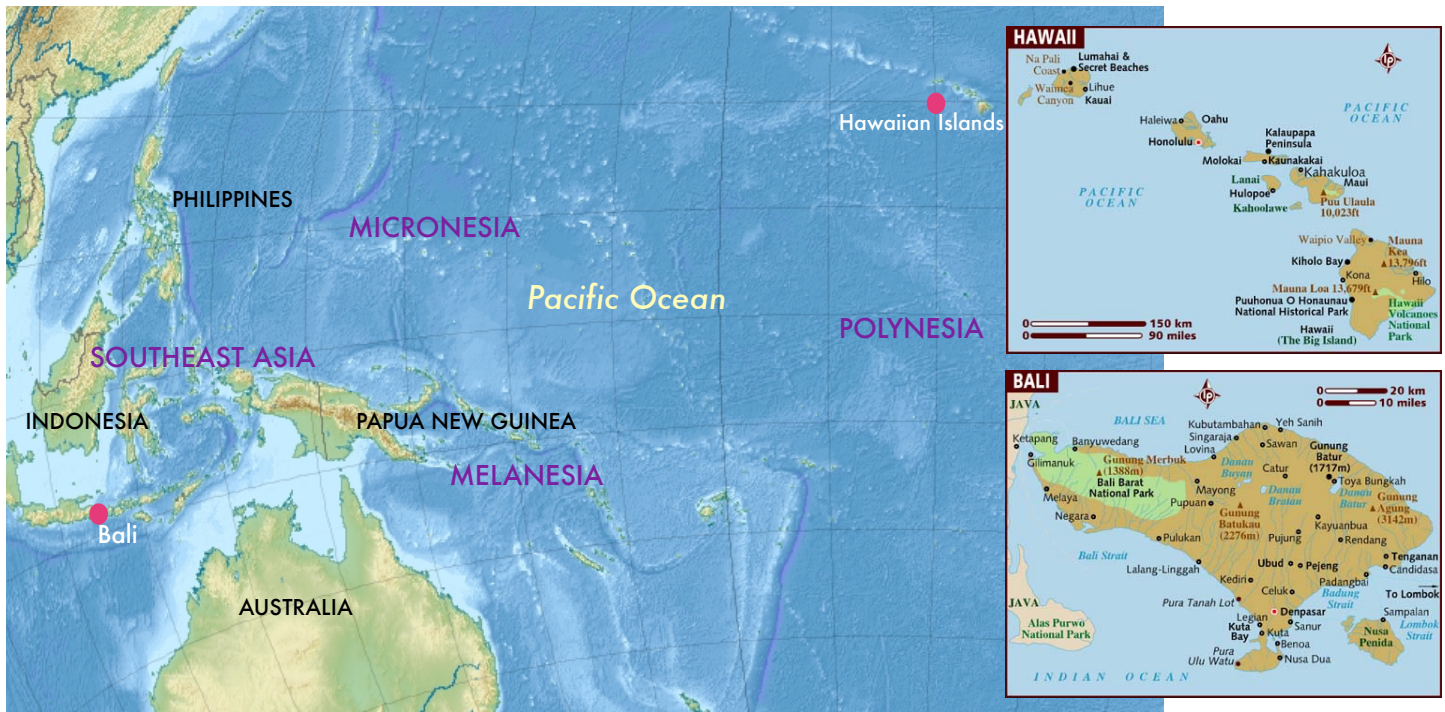 Hawaiian Islands
PHILIPPINES
MICRONESIA
Pacific Ocean
POLYNESIA
SOUTHEAST ASIA
INDONESIA
PAPUA NEW GUINEA
MELANESIA
Bali
AUSTRALIA
HAWAII
LP
Na Pali
Coast
Lumahai &
Secret Beaches
Waimea
Canyon
Lihue
Kauai
PACIFIC
OCEAN
Haleiwa
Oahu
Honolulu
Kalaupapa
Peninsula
Molokai
Kaunakakai
Kahakuloa
Lanai
Maui
Hulopoe
Puu Ulaula
10,023ft
Kahoolawe
PACIFIC
OCEAN
Waipio Valley
Mauna
Kea
13,796ft
Kiholo Bay
Kona
Hilo
Mauna Loa 13,679ft
Puuhonua O Honaunau
National Historical Park
Hawaii
Volcanoes
National
Park
Hawaii
(The Big Island)
0 150 km
0 90 miles
BALI
LP
0 20 km
0 10 miles
JAVA
BALI SEA
Kubutambahan
Yeh Sanih
Singaraja
Ketapang
Banyuwedang
Lovina
Sawan
Gunung
Batur
(1717m)
Gilimanuk
Gunung Merbuk
(1388m)
Danau
Buyan
Catur
Toya Bungkah
Bali Barat
National Park
Melaya
Mayong
Danau
Bratan
Danau
Batur
Gunung
Agung
(3142m)
Pupuan
Negara
Gunung
Batukau
(2276m)
Kayuanbua
Pulukan
Pujung
Rendang
Bali Strait
Lalang-Linggah
Ubud
Pejeng
Tenganan
Candidasa
Kediri
Padangbai
Celuk
Badung
Strait
To Lombok
Pura Tanah Lot
JAVA
Denpasar
Sampalan
Legian
Sanur
Lombok
Strait
Alas Purwo
National Park
Kuta
Bay
Kuta
Nusa
Penida
Benoa
Pura
Ulu Watu
Nusa Dua
INDIAN OCEAN